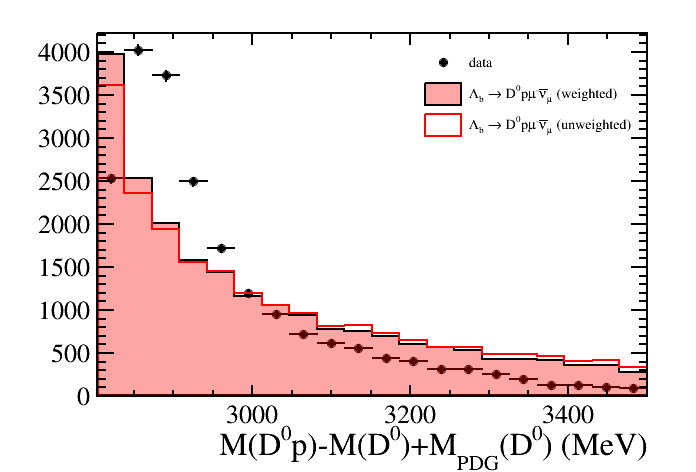 4000
3500
3000
2500
2000
1500
1000
500
0
data
Λb → D⁰pμ ν̅μ (weighted)
Λb → D⁰pμ ν̅μ (unweighted)
3000 3200 3400
M(D⁰p)-M(D⁰)+M_PDG(D⁰) (MeV)